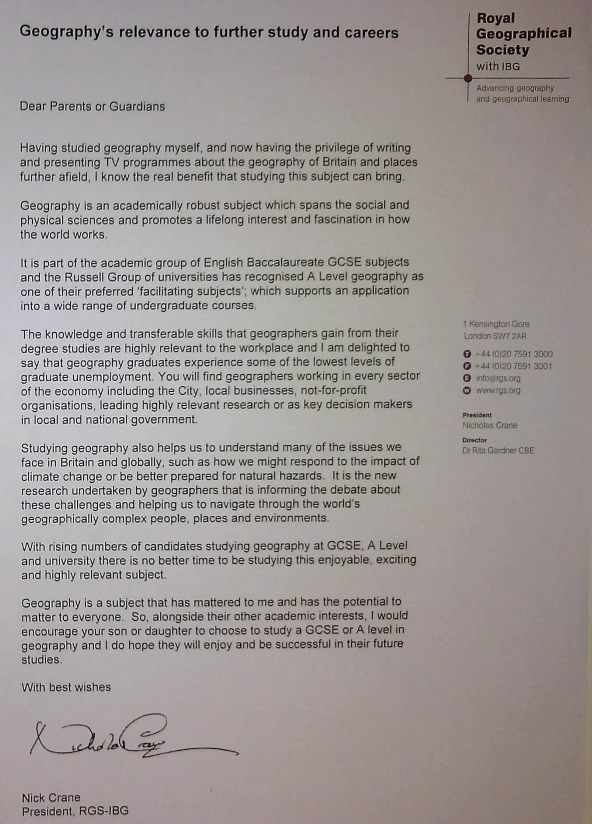 Geography's relevance to further study and careers
Royal
Geographical
Society
with IBG
Advancing geography
and geographical learning
Dear Parents or Guardians
Having studied geography myself, and now having the privilege of writing
and presenting TV programmes about the geography of Britain and places
further afield, I know the real benefit that studying this subject can bring.
Geography is an academically robust subject which spans the social and
physical sciences and promotes a lifelong interest and fascination in how
the world works.
It is part of the academic group of English Baccalaureate GCSE subjects
and the Russell Group of universities has recognised A Level geography as
one of their preferred 'facilitating subjects'; which supports an application
into a wide range of undergraduate courses.
The knowledge and transferable skills that geographers gain from their
degree studies are highly relevant to the workplace and I am delighted to
say that geography graduates experience some of the lowest levels of
graduate unemployment. You will find geographers working in every sector
of the economy including the City, local businesses, not-for-profit
organisations, leading highly relevant research or as key decision makers
in local and national government.
Studying geography also helps us to understand many of the issues we
face in Britain and globally, such as how we might respond to the impact of
climate change or be better prepared for natural hazards. It is the new
research undertaken by geographers that is informing the debate about
these challenges and helping us to navigate through the world's
geographically complex people, places and environments.
With rising numbers of candidates studying geography at GCSE, A Level
and university there is no better time to be studying this enjoyable, exciting
and highly relevant subject.
Geography is a subject that has mattered to me and has the potential to
matter to everyone. So, alongside their other academic interests, I would
encourage your son or daughter to choose to study a GCSE or A level in
geography and I do hope they will enjoy and be successful in their future
studies.
With best wishes
Nicholas Crane
Nick Crane
President, RGS-IBG
1 Kensington Gore
London SW7 2AR
T +44 (0)20 7591 3000
F +44 (0)20 7591 3001
E info@rgs.org
W www.rgs.org
President
Nicholas Crane
Director
Dr Rita Gardner CBE